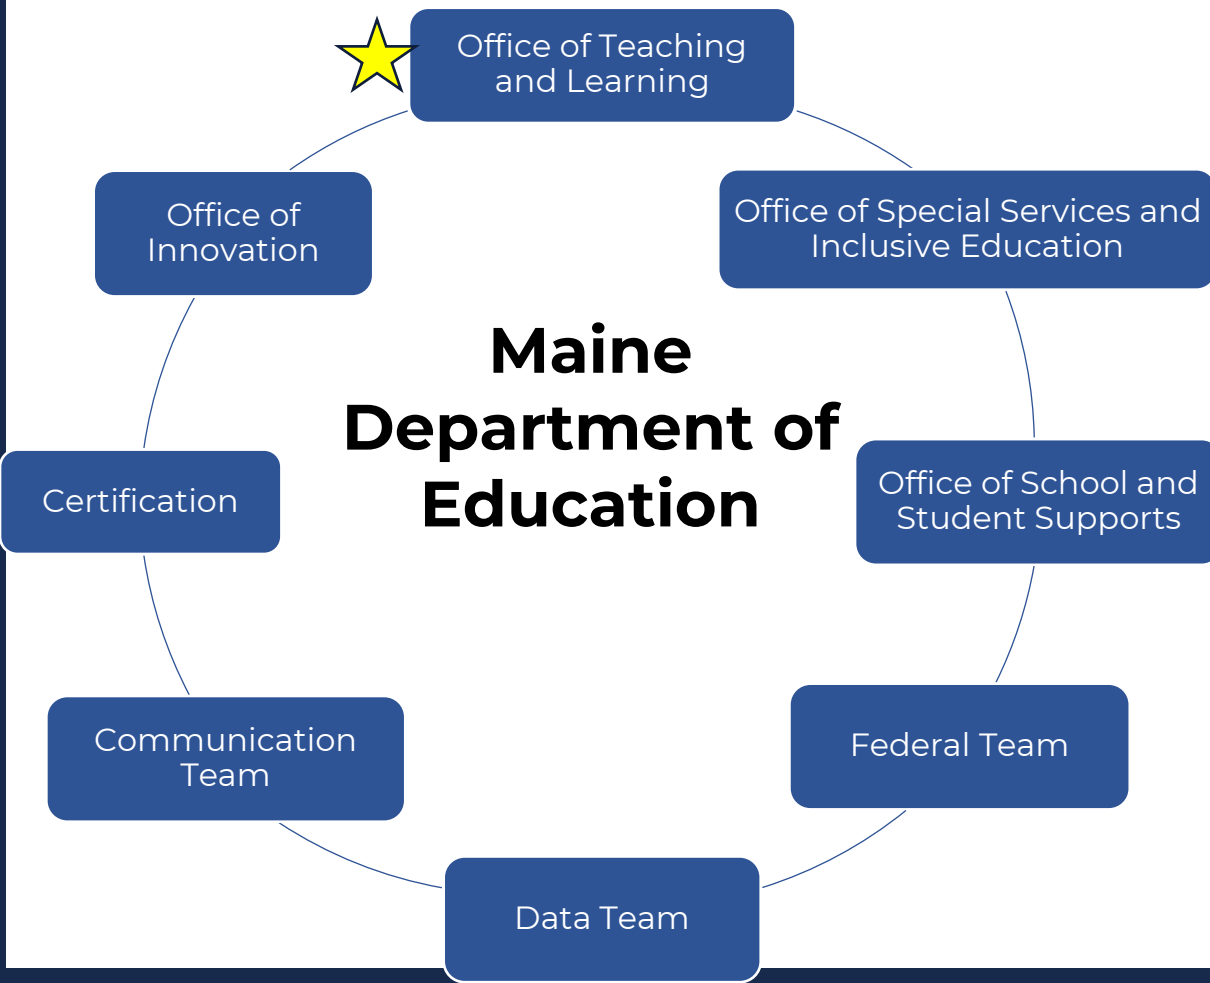 Office of Teaching
and Learning
Office of
Innovation
Office of Special Services and
Inclusive Education
Maine
Department of
Education
Certification
Office of School and
Student Supports
Communication
Team
Federal Team
Data Team